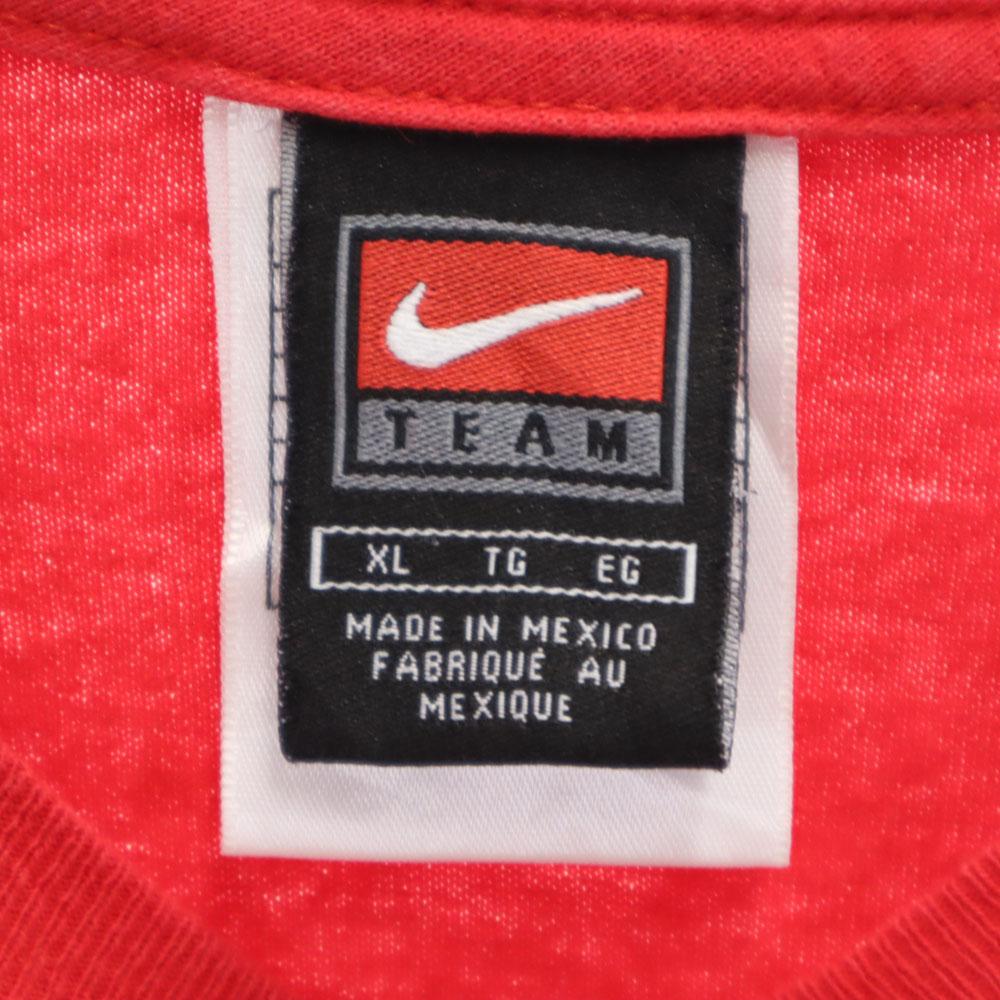 TEAM
XL TG EG
MADE IN MEXICO
FABRIQUÉ AU
MEXIQUE